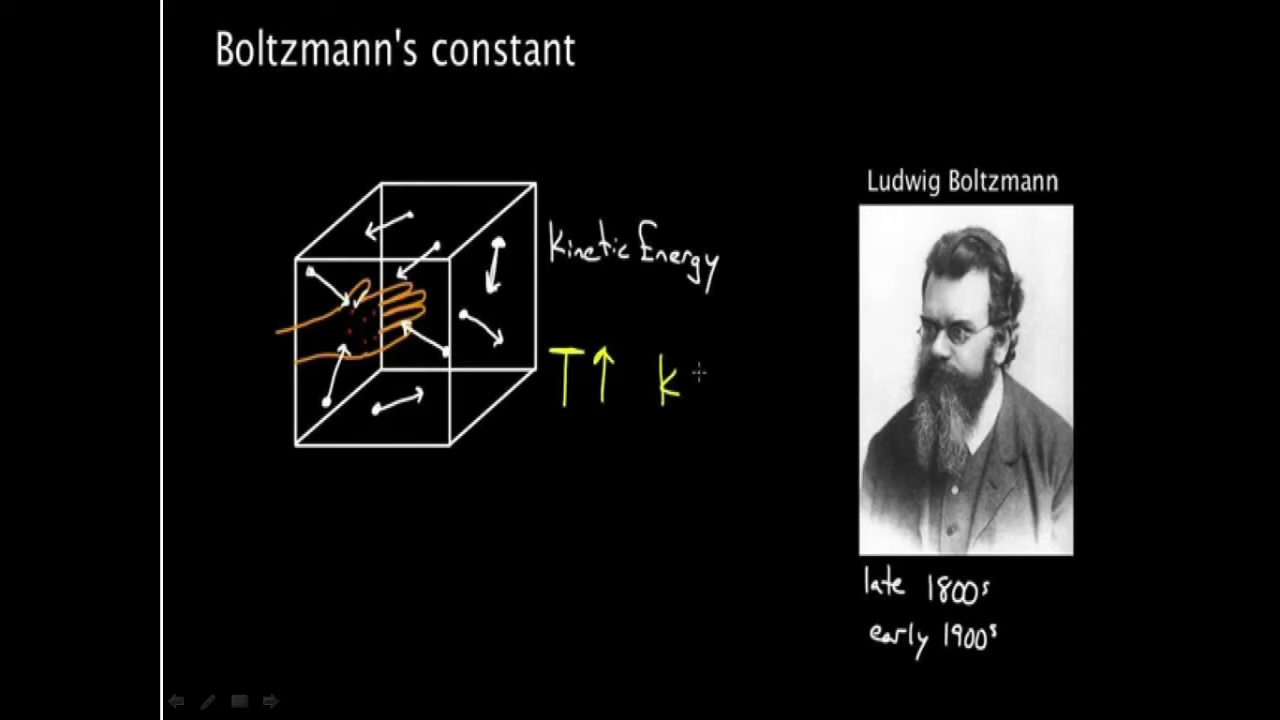 Boltzmann's constant
Ludwig Boltzmann
Kinetic Energy
T↑ K
late 1800s
early 1900s